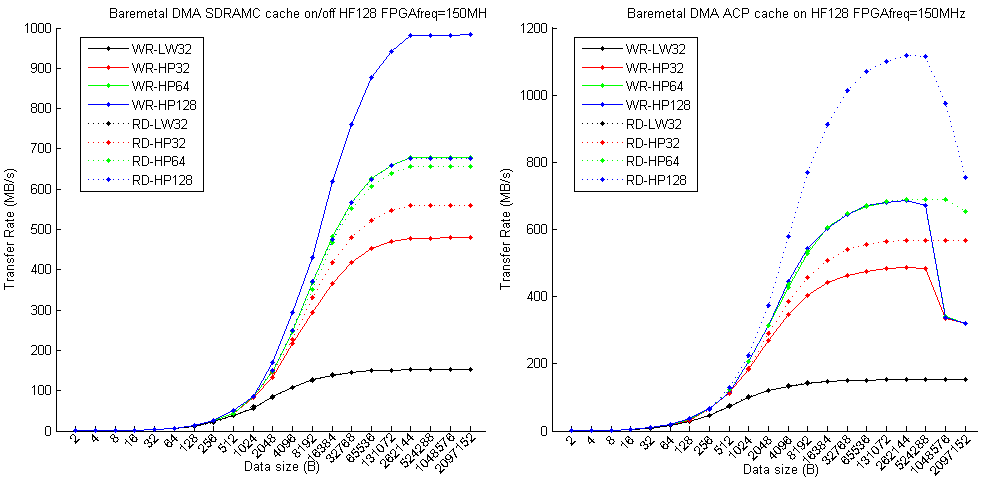 Baremetal DMA SDRAMC cache on/off HF128 FPGAfreq=150MH
1000
900
800
700
600
500
400
300
200
100
0
Transfer Rate (MB/s)
WR-LW32
WR-HP32
WR-HP64
WR-HP128
RD-LW32
RD-HP32
RD-HP64
RD-HP128
2
4
8
16
32
64
128
256
512
1024
2048
4096
8192
16384
32768
65536
131072
262144
524288
1048576
2097152
Data size (B)
Baremetal DMA ACP cache on HF128 FPGAfreq=150MHz
1200
1000
800
600
400
200
0
Transfer Rate (MB/s)
WR-LW32
WR-HP32
WR-HP64
WR-HP128
RD-LW32
RD-HP32
RD-HP64
RD-HP128
2
4
8
16
32
64
128
256
512
1024
2048
4096
8192
16384
32768
65536
131072
262144
524288
1048576
2097152
Data size (B)